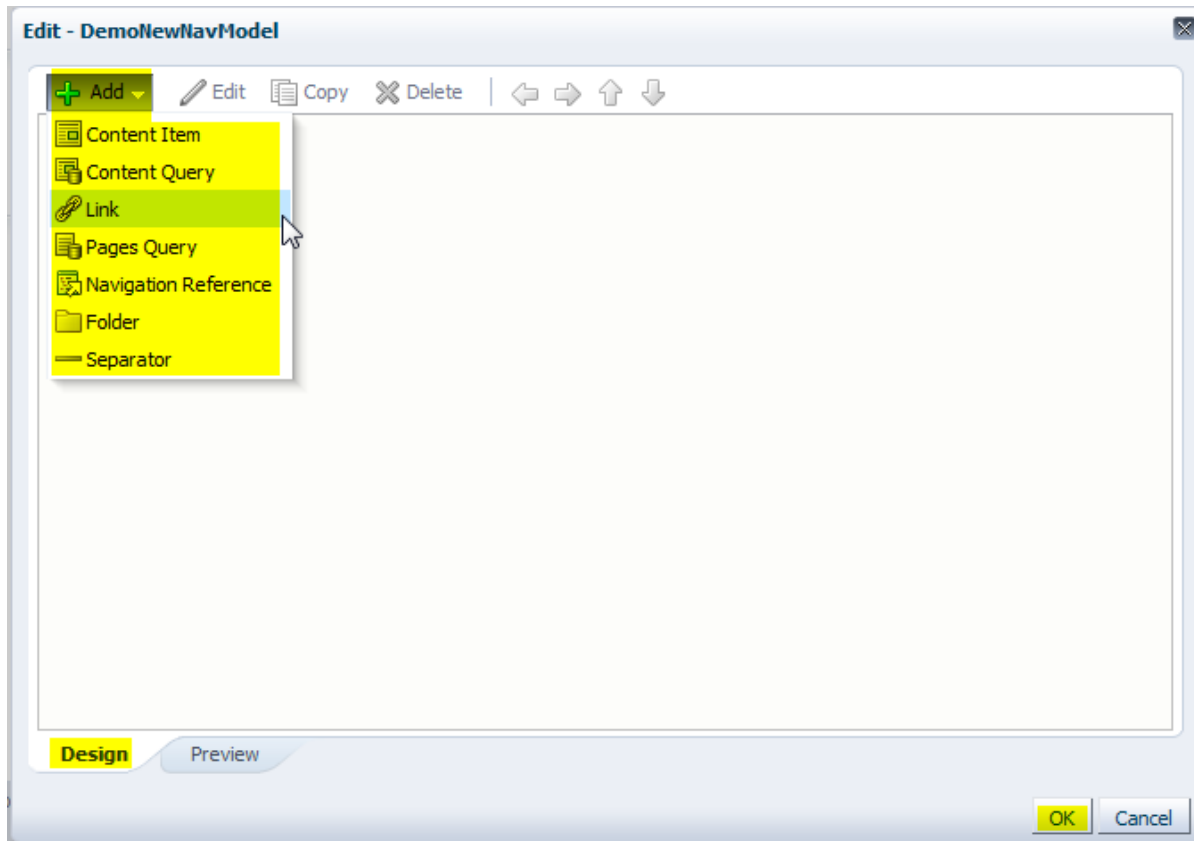 Edit - DemoNewNavModel
Add Edit Copy Delete
Content Item
Content Query
Link
Pages Query
Navigation Reference
Folder
Separator
Design Preview
OK Cancel